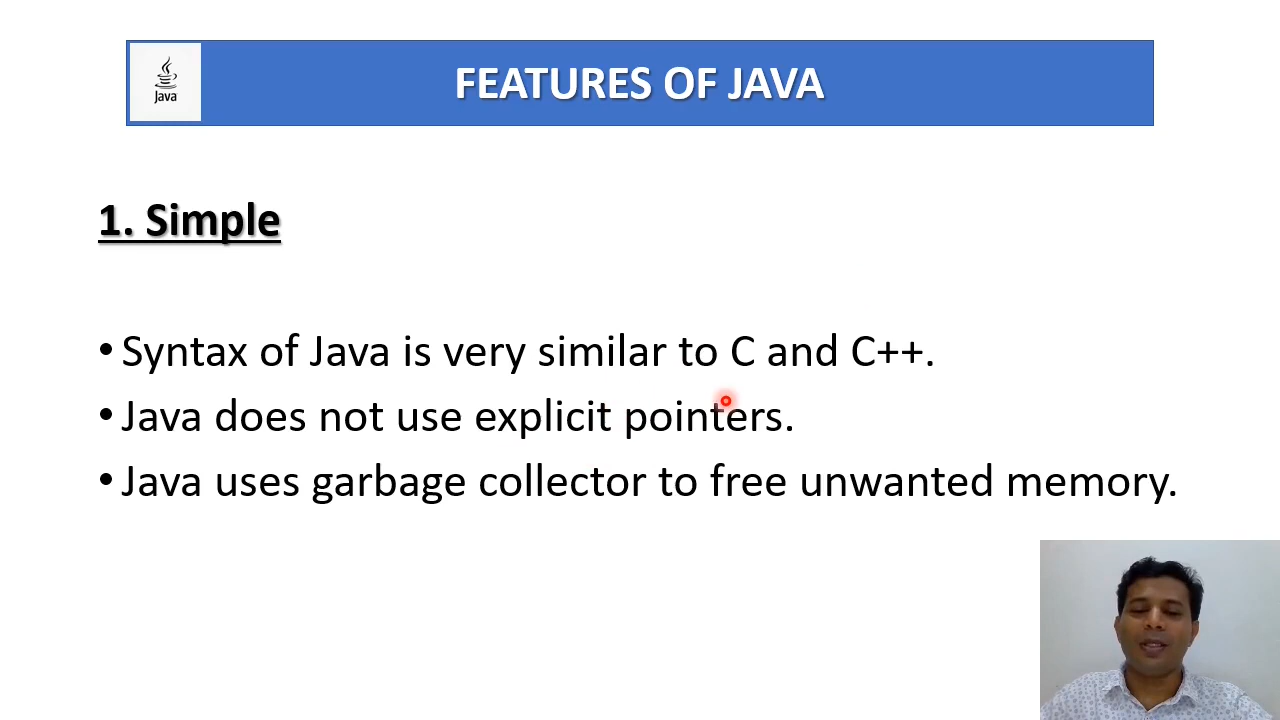 Java
FEATURES OF JAVA
1. Simple
• Syntax of Java is very similar to C and C++.
• Java does not use explicit pointers.
• Java uses garbage collector to free unwanted memory.